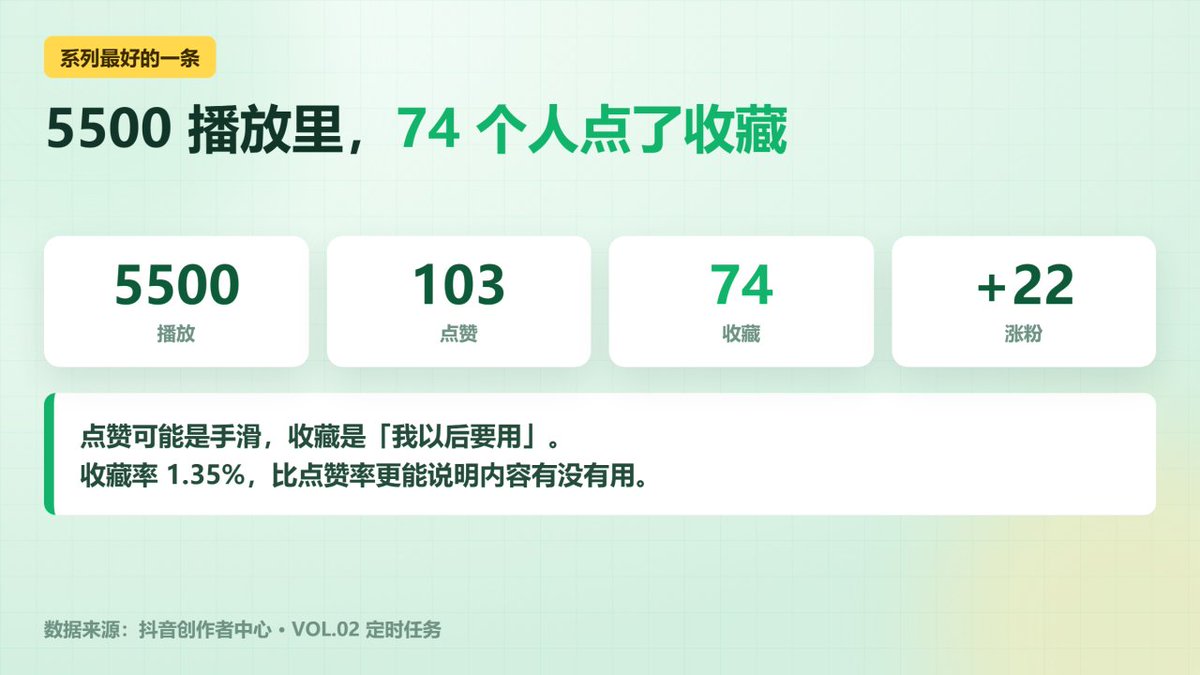 系列最好的一条
5500 播放里，74 个人点了收藏
5500
播放
103
点赞
74
收藏
+22
涨粉
点赞可能是手滑，收藏是「我以后要用」。
收藏率 1.35%，比点赞率更能说明内容有没有用。
数据来源：抖音创作者中心 · VOL.02 定时任务